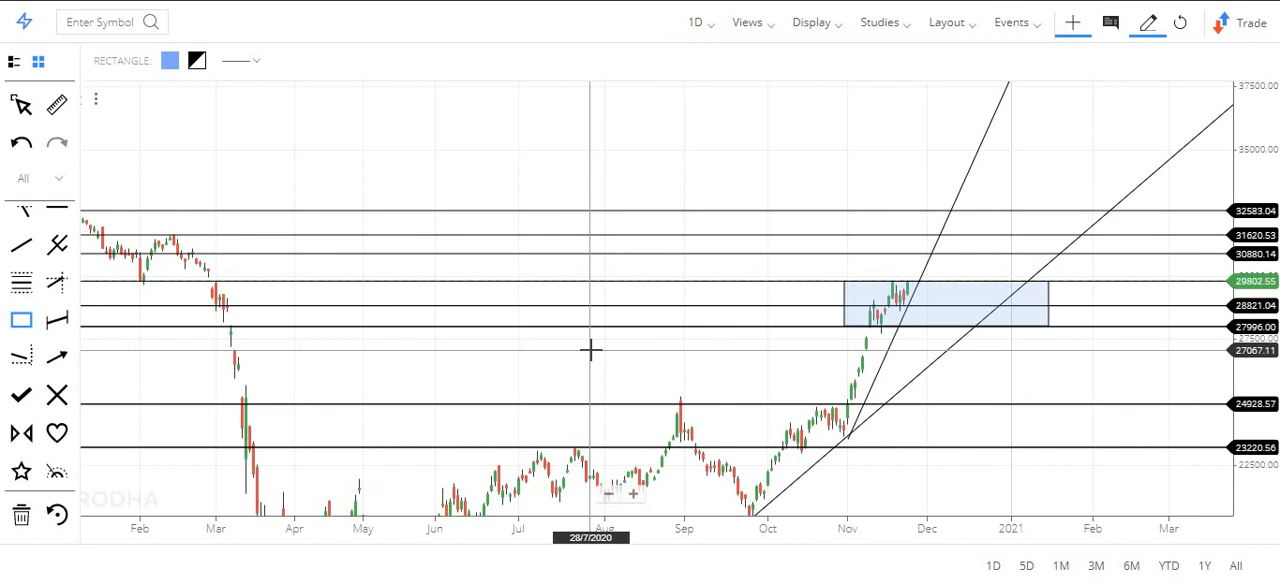 Enter Symbol 1D Views Display Studies Layout Events Trade
RECTANGLE:
All
37500.00
35000.00
32583.04
31620.53
30880.14
29802.55
28821.04
27996.00
27067.11
24928.57
23220.56
22500.00
RODHA
Feb Mar Apr May Jun Jul Aug Sep Oct Nov Dec 2021 Feb Mar
28/7/2020
1D 5D 1M 3M 6M YTD 1Y All